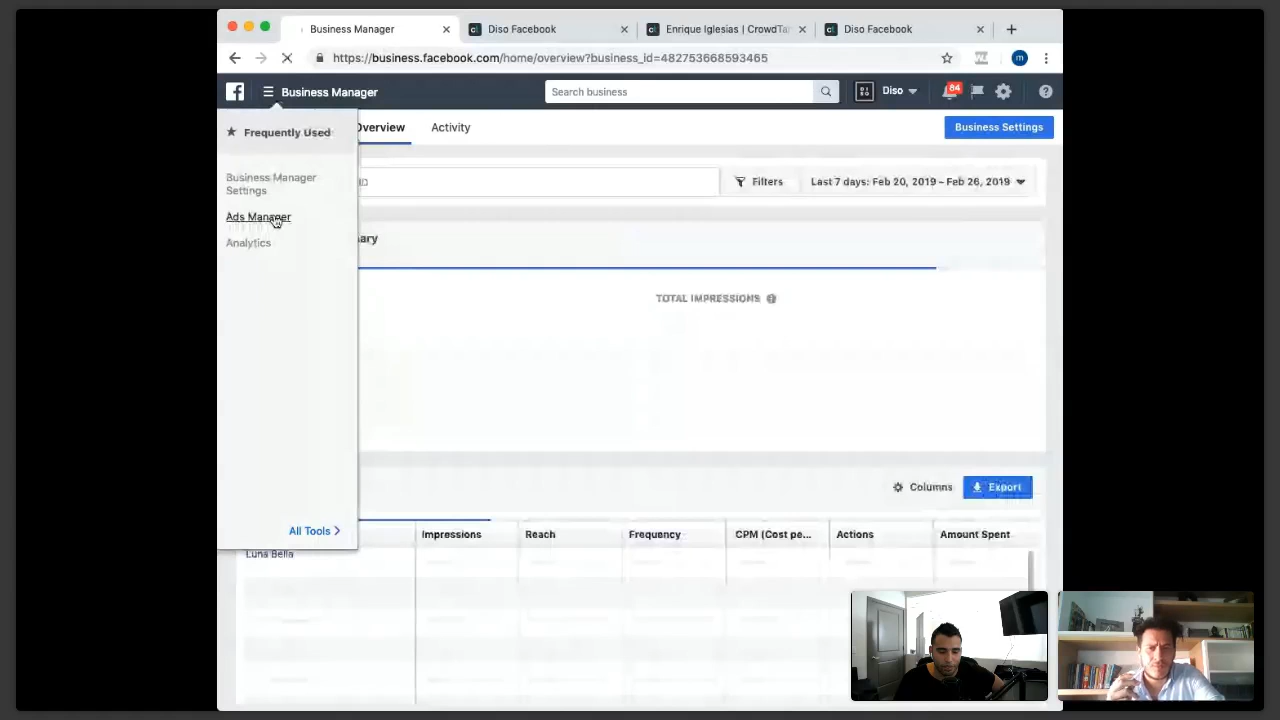 Business Manager
Diso Facebook
Enrique Iglesias | CrowdTan
Diso Facebook
https://business.facebook.com/home/overview?business_id=482753668593465
m
Business Manager
Search business
Diso
84
Frequently Used
Overview
Activity
Business Settings
Business Manager
Settings
Filters
Last 7 days: Feb 20, 2019 – Feb 26, 2019
Ads Manager
Analytics
TOTAL IMPRESSIONS
Columns
Export
All Tools
Impressions
Reach
Frequency
CPM (Cost pe...
Actions
Amount Spent
Luna Bella